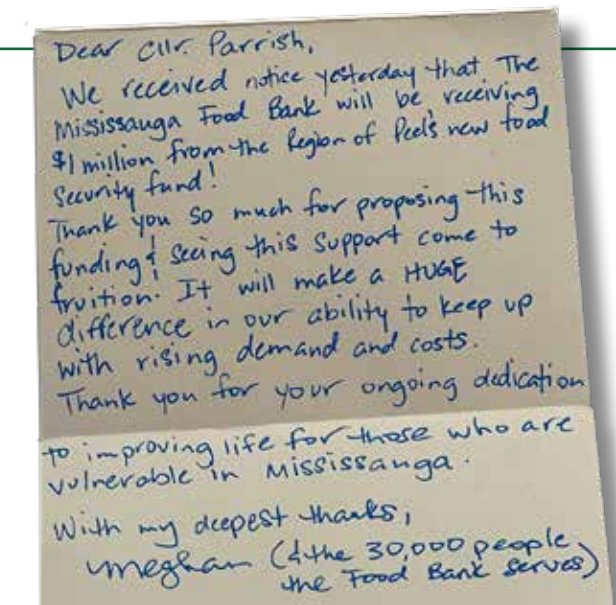 Dear Cllr. Parrish,
We received notice yesterday that The
Mississauga Food Bank will be receiving
$1 million from the Region of Peel's new food
security fund!
Thank you so much for proposing this
funding & seeing this support come to
fruition. It will make a HUGE
difference in our ability to keep up
with rising demand and costs.
Thank you for your ongoing dedication
to improving life for those who are
vulnerable in Mississauga.
With my deepest thanks,
Meghan (& the 30,000 people
the Food Bank serves)